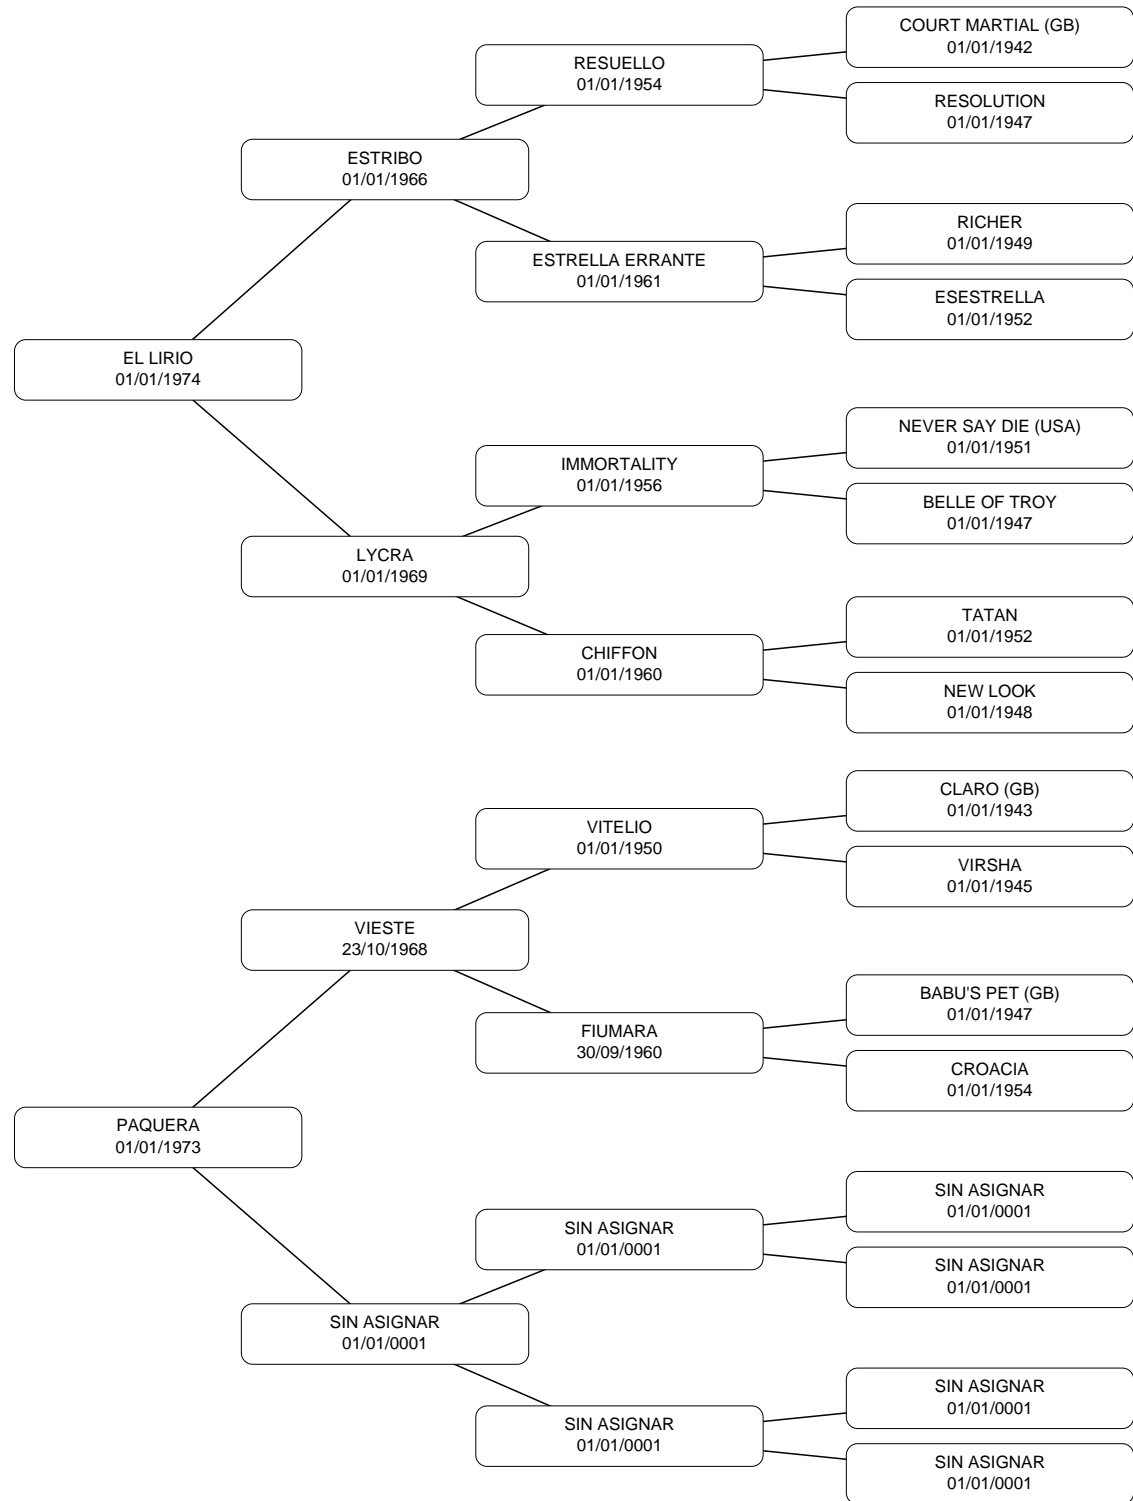 COURT MARTIAL (GB)
01/01/1942
RESUELLO
01/01/1954
RESOLUTION
01/01/1947
ESTRIBO
01/01/1966
RICHER
01/01/1949
ESTRELLA ERRANTE
01/01/1961
ESESTRELLA
01/01/1952
EL LIRIO
01/01/1974
NEVER SAY DIE (USA)
01/01/1951
IMMORTALITY
01/01/1956
BELLE OF TROY
01/01/1947
LYCRA
01/01/1969
TATAN
01/01/1952
CHIFFON
01/01/1960
NEW LOOK
01/01/1948
CLARO (GB)
01/01/1943
VITELIO
01/01/1950
VIRSHA
01/01/1945
VIESTE
23/10/1968
BABU'S PET (GB)
01/01/1947
FIUMARA
30/09/1960
CROACIA
01/01/1954
PAQUERA
01/01/1973
SIN ASIGNAR
01/01/0001
SIN ASIGNAR
01/01/0001
SIN ASIGNAR
01/01/0001
SIN ASIGNAR
01/01/0001
SIN ASIGNAR
01/01/0001
SIN ASIGNAR
01/01/0001
SIN ASIGNAR
01/01/0001